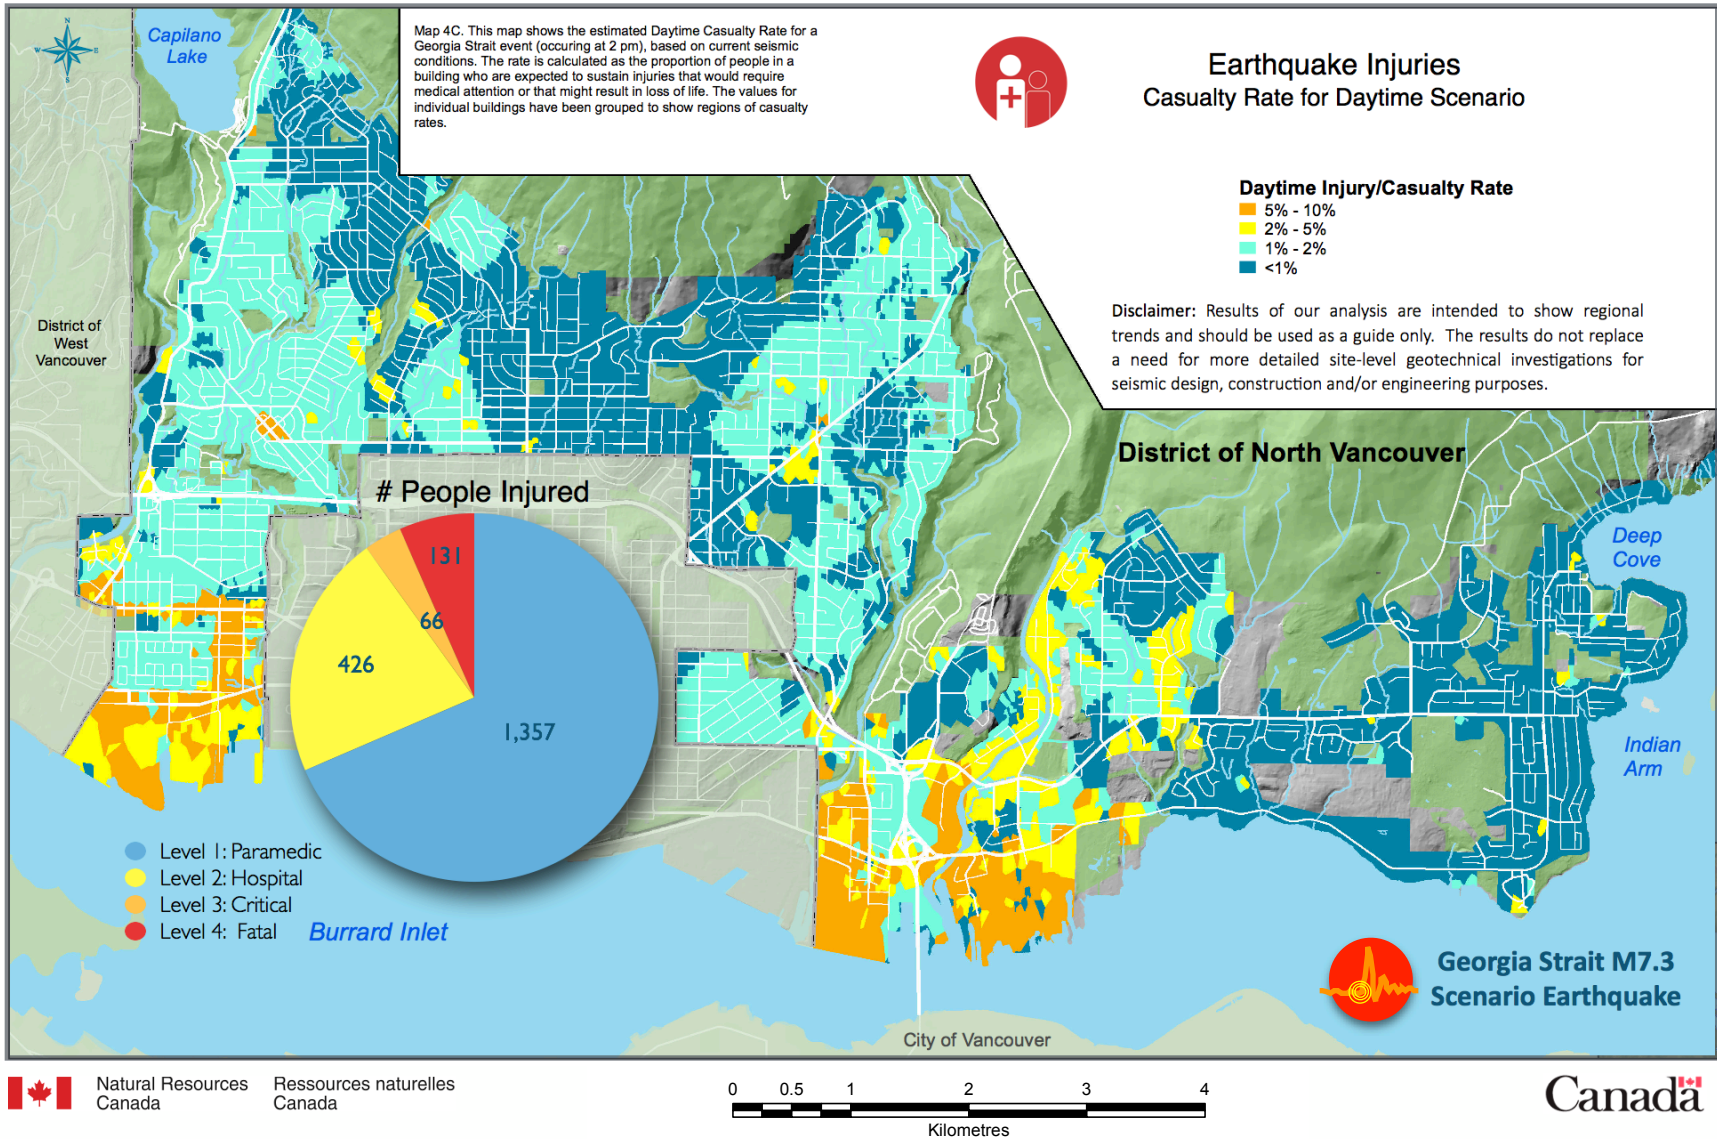 Capilano
Lake
W
E
S
Map 4C. This map shows the estimated Daytime Casualty Rate for a
Georgia Strait event (occuring at 2 pm), based on current seismic
conditions. The rate is calculated as the proportion of people in a
building who are expected to sustain injuries that would require
medical attention or that might result in loss of life. The values for
individual buildings have been grouped to show regions of casualty
rates.
Earthquake Injuries
Casualty Rate for Daytime Scenario
Daytime Injury/Casualty Rate
5% - 10%
2% - 5%
1% - 2%
<1%
Disclaimer: Results of our analysis are intended to show regional
trends and should be used as a guide only. The results do not replace
a need for more detailed site-level geotechnical investigations for
seismic design, construction and/or engineering purposes.
District of
West
Vancouver
District of North Vancouver
# People Injured
131
66
426
1,357
Deep
Cove
Indian
Arm
Level 1: Paramedic
Level 2: Hospital
Level 3: Critical
Level 4: Fatal
Burrard Inlet
Georgia Strait M7.3
Scenario Earthquake
City of Vancouver
Natural Resources
Canada
Ressources naturelles
Canada
0 0.5 1 2 3 4
Kilometres
Canada